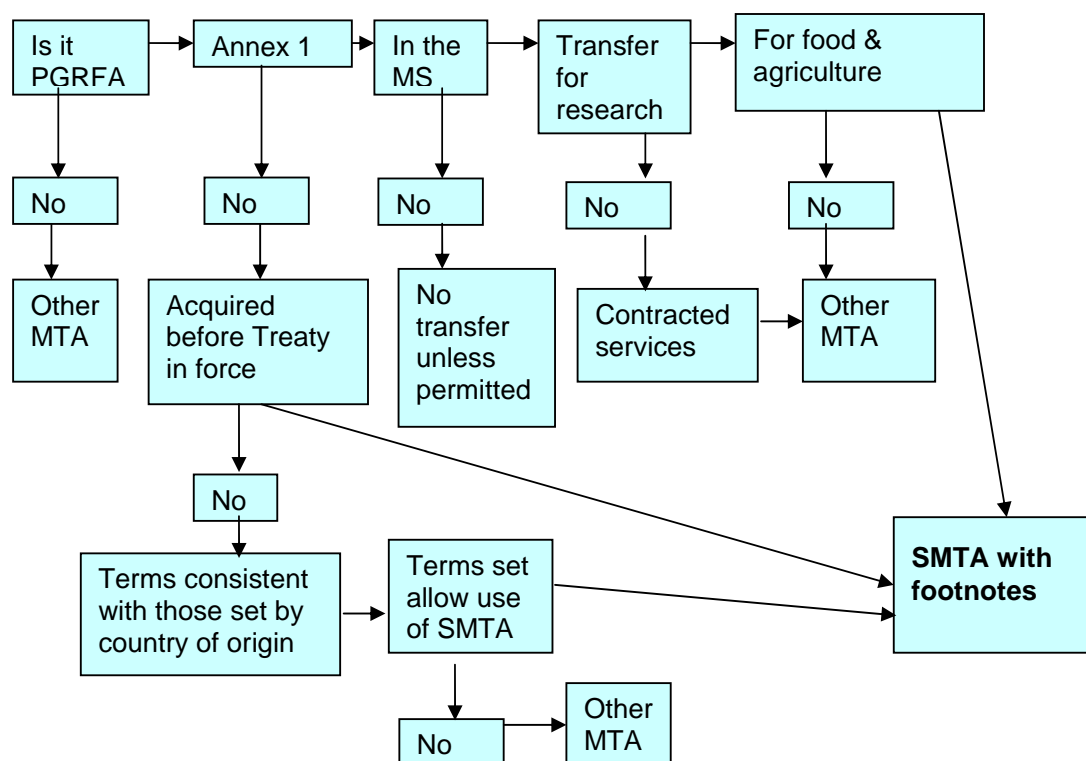 Is it
PGRFA
Annex 1
In the
MS
Transfer
for
research
For food &
agriculture
No
No
No
No
No
Other
MTA
Acquired
before Treaty
in force
No
transfer
unless
permitted
Contracted
services
Other
MTA
No
Terms consistent
with those set by
country of origin
Terms set
allow use
of SMTA
SMTA with
footnotes
No
Other
MTA